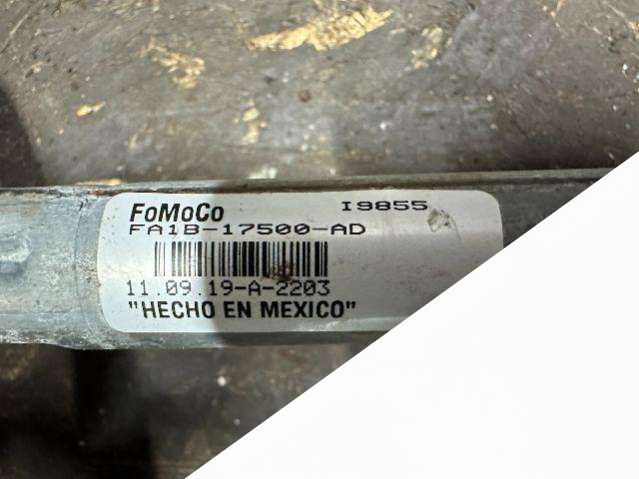 FoMoCo I9855
FA1B-17500-AD
11.09.19-A-2203
"HECHO EN MEXICO"